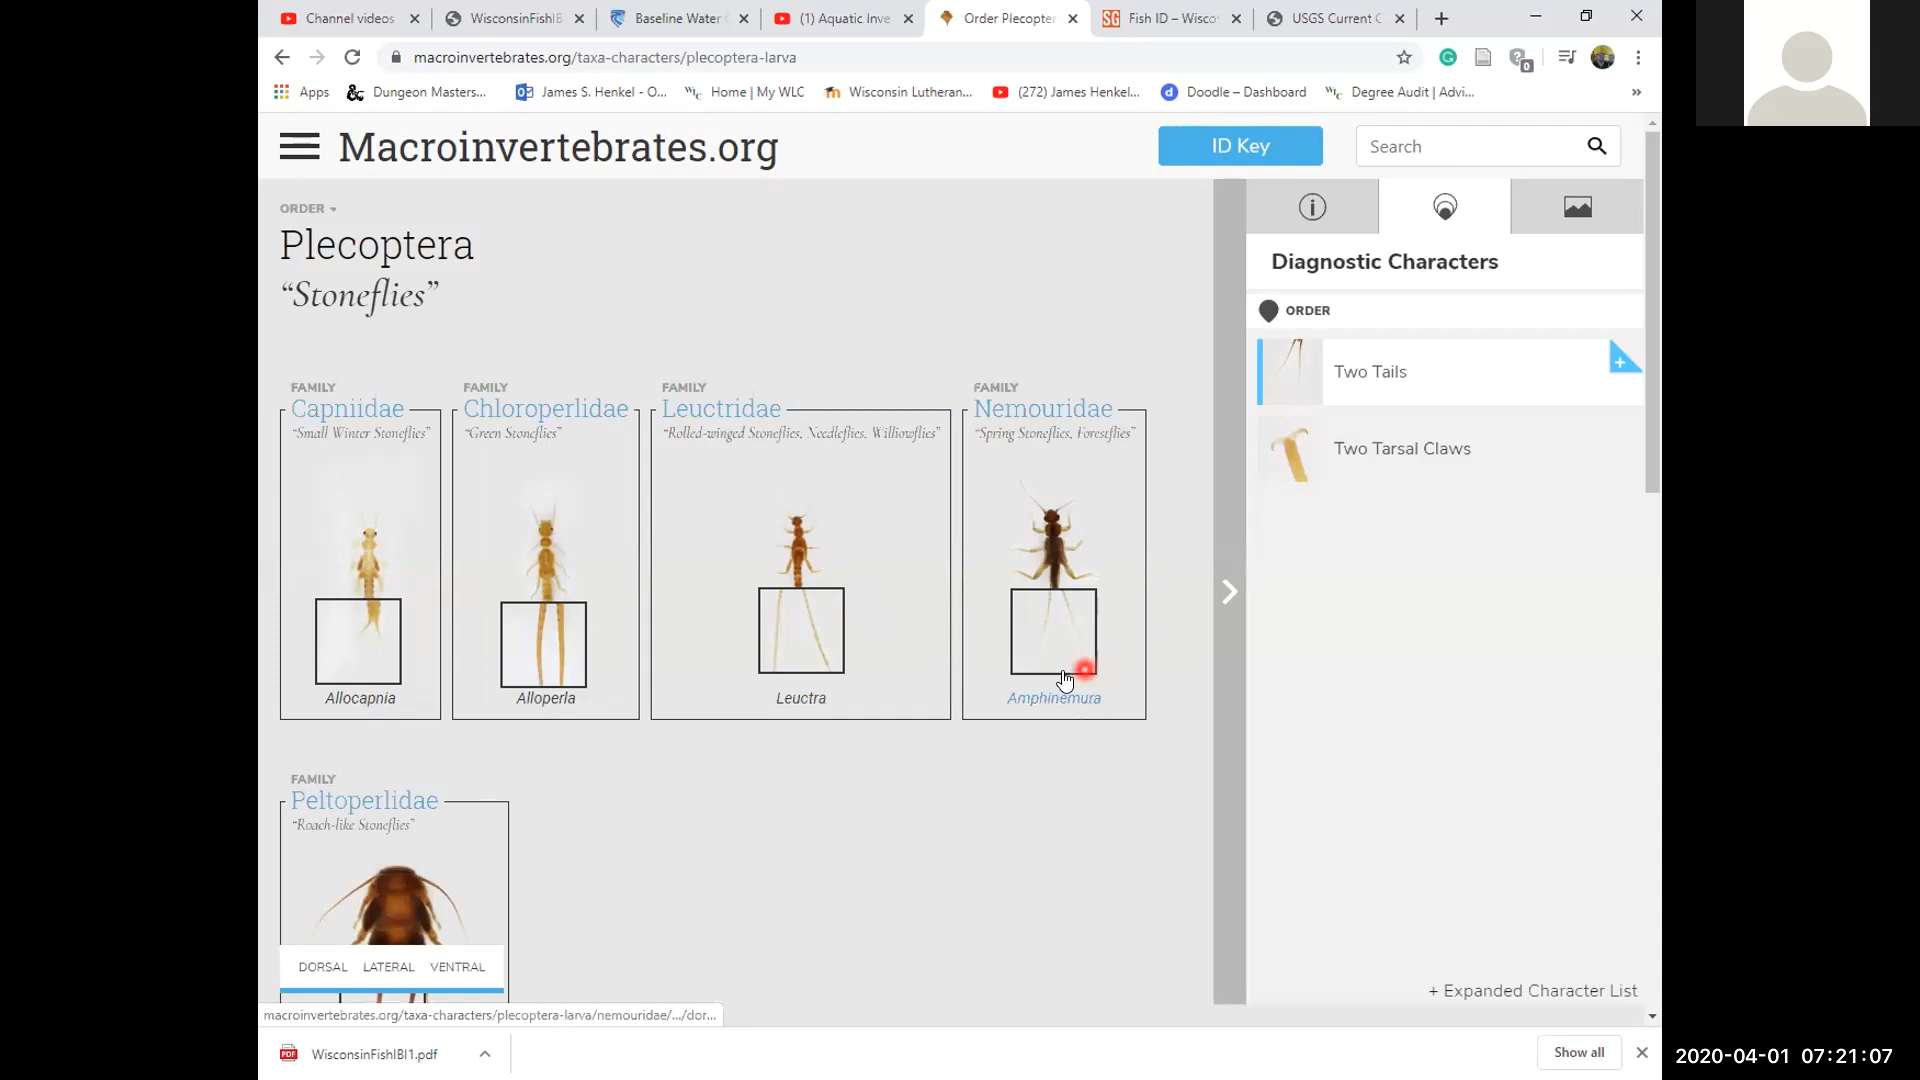 Channel videos
WisconsinFishIB
Baseline Water
(1) Aquatic Inve
Order Plecopter
SG
Fish ID – Wisco
USGS Current C
macroinvertebrates.org/taxa-characters/plecoptera-larva
0
Apps
Dungeon Masters...
James S. Henkel - O...
WLC
Home | My WLC
Wisconsin Lutheran...
(272) James Henkel...
d
Doodle – Dashboard
WLC
Degree Audit | Advi...
»
Macroinvertebrates.org
ID Key
Search
ORDER
Plecoptera
“Stoneflies”
Diagnostic Characters
ORDER
Two Tails
+
Two Tarsal Claws
FAMILY
Capniidae
“Small Winter Stoneflies”
Allocapnia
FAMILY
Chloroperlidae
“Green Stoneflies”
Alloperla
FAMILY
Leuctridae
“Rolled-winged Stoneflies, Needleflies, Willowflies”
Leuctra
FAMILY
Nemouridae
“Spring Stoneflies, Forestflies”
Amphinemura
FAMILY
Peltoperlidae
“Roach-like Stoneflies”
DORSAL LATERAL VENTRAL
+ Expanded Character List
macroinvertebrates.org/taxa-characters/plecoptera-larva/nemouridae/.../dor...
PDF
WisconsinFishIBI1.pdf
Show all
2020-04-01 07:21:07